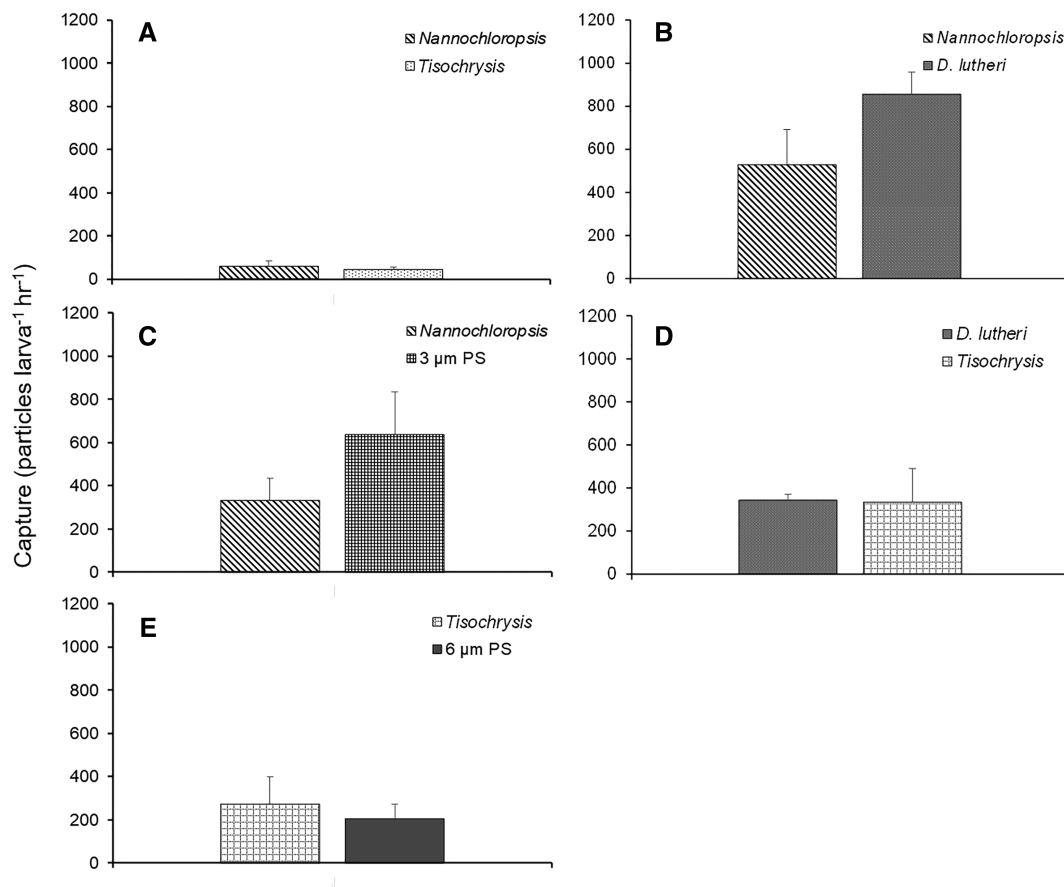 Capture (particles larva⁻¹ hr⁻¹)
A
Nannochloropsis
Tisochrysis
1200
1000
800
600
400
200
0
B
Nannochloropsis
D. lutheri
1200
1000
800
600
400
200
0
C
Nannochloropsis
3 µm PS
1200
1000
800
600
400
200
0
D
D. lutheri
Tisochrysis
1200
1000
800
600
400
200
0
E
Tisochrysis
6 µm PS
1200
1000
800
600
400
200
0